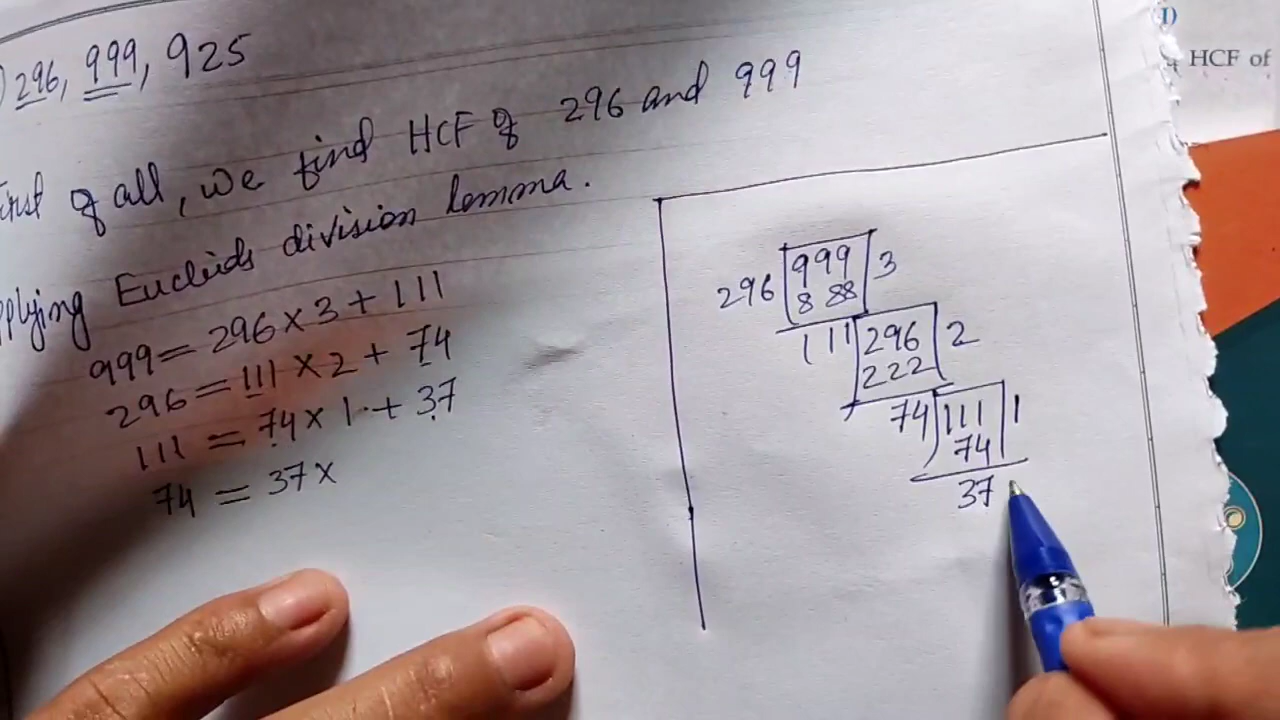 ) 296, 999, 925
First of all, we find HCF of 296 and 999
Applying Euclids division lemma.
999 = 296 × 3 + 111
296 = 111 × 2 + 74
111 = 74 × 1 + 37
74 = 37 ×
296 999 3
888
111 296 2
222
74 111 1
74
37
I)
HCF of